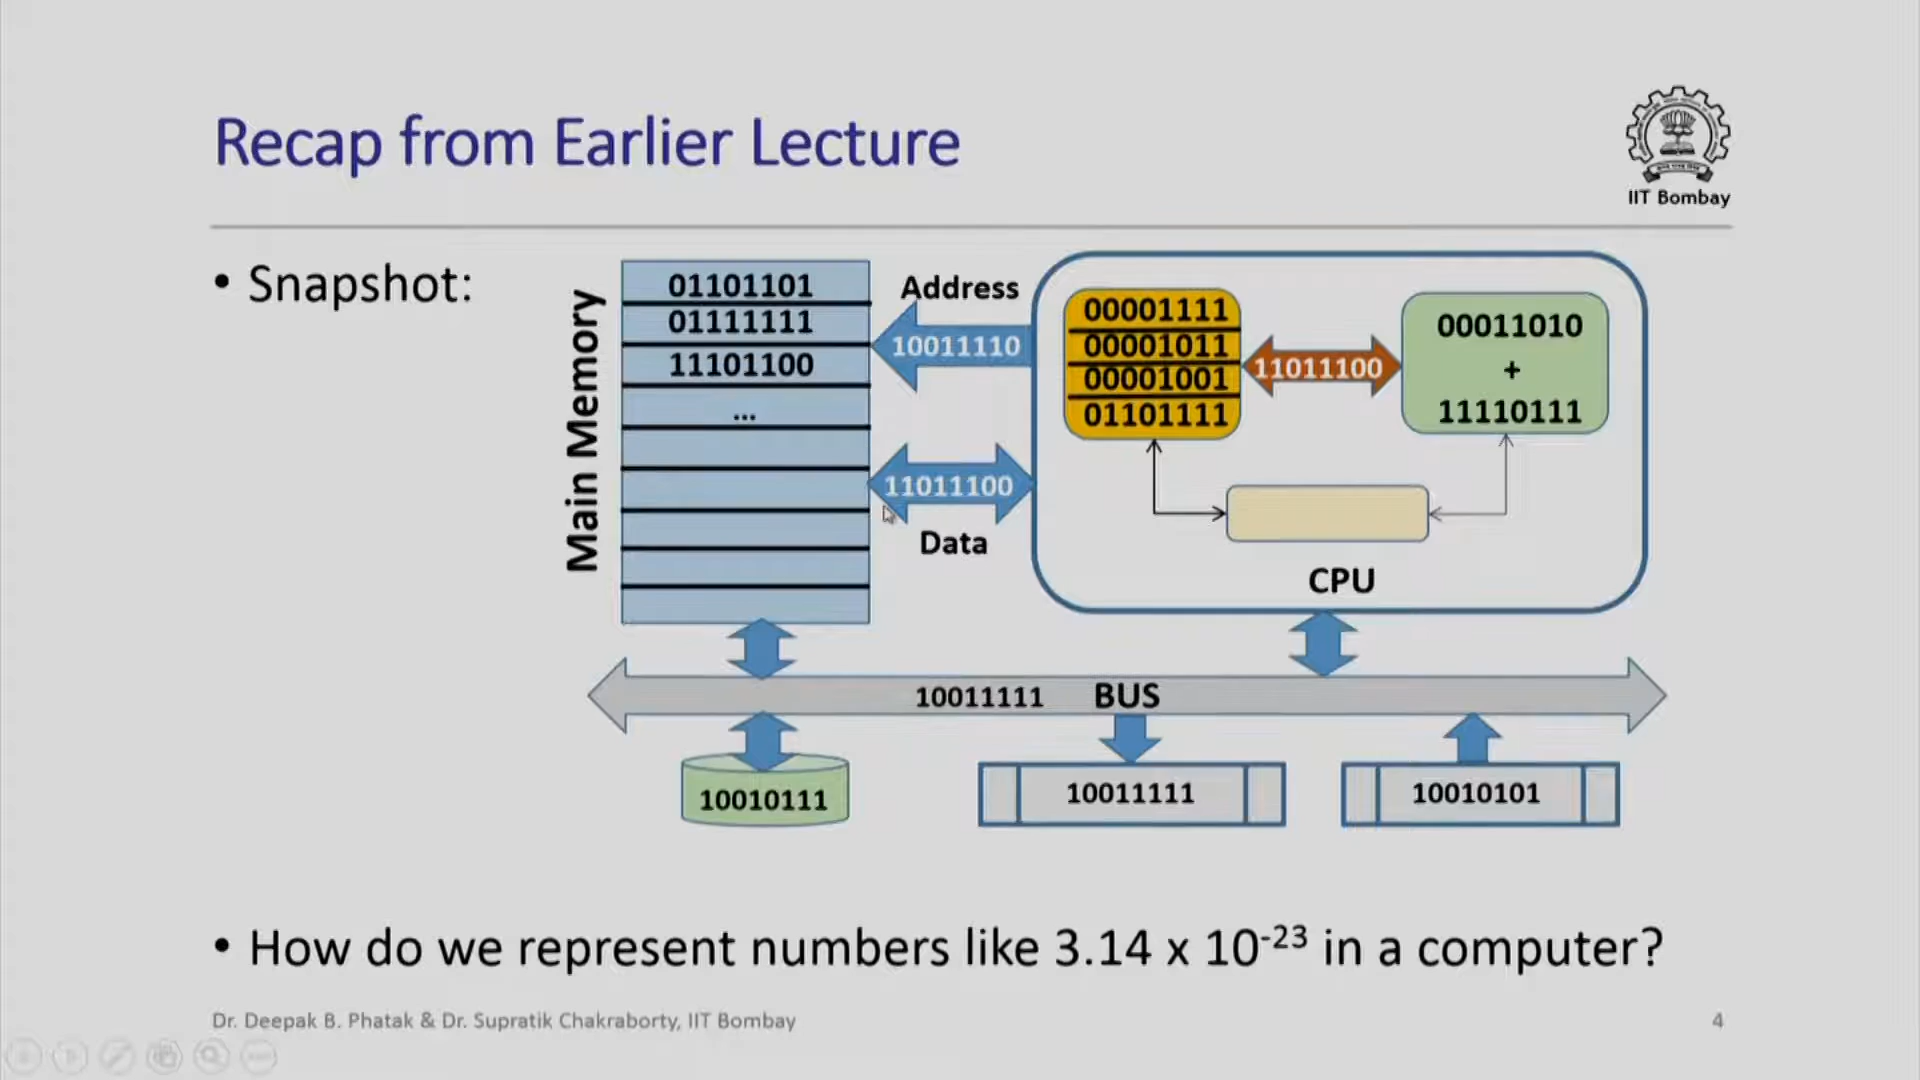 Recap from Earlier Lecture
IIT Bombay
• Snapshot:
Main Memory
01101101
01111111
11101100
...
Address
10011110
11011100
Data
00001111
00001011
00001001
01101111
11011100
00011010
+
11110111
CPU
10011111 BUS
10010111
10011111
10010101
• How do we represent numbers like 3.14 x 10⁻²³ in a computer?
Dr. Deepak B. Phatak & Dr. Supratik Chakraborty, IIT Bombay
4